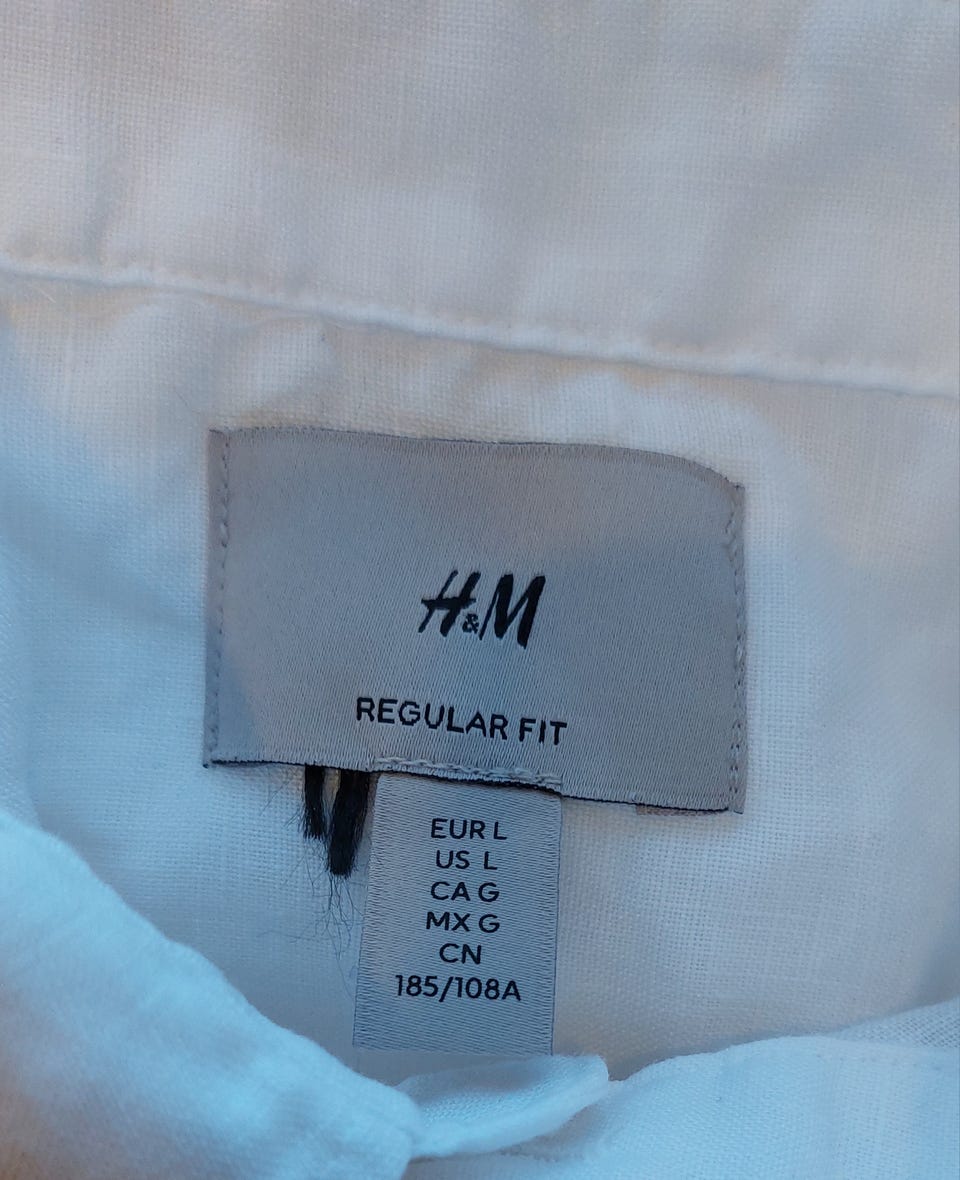 H&M
REGULAR FIT
EUR L
US L
CA G
MX G
CN
185/108A